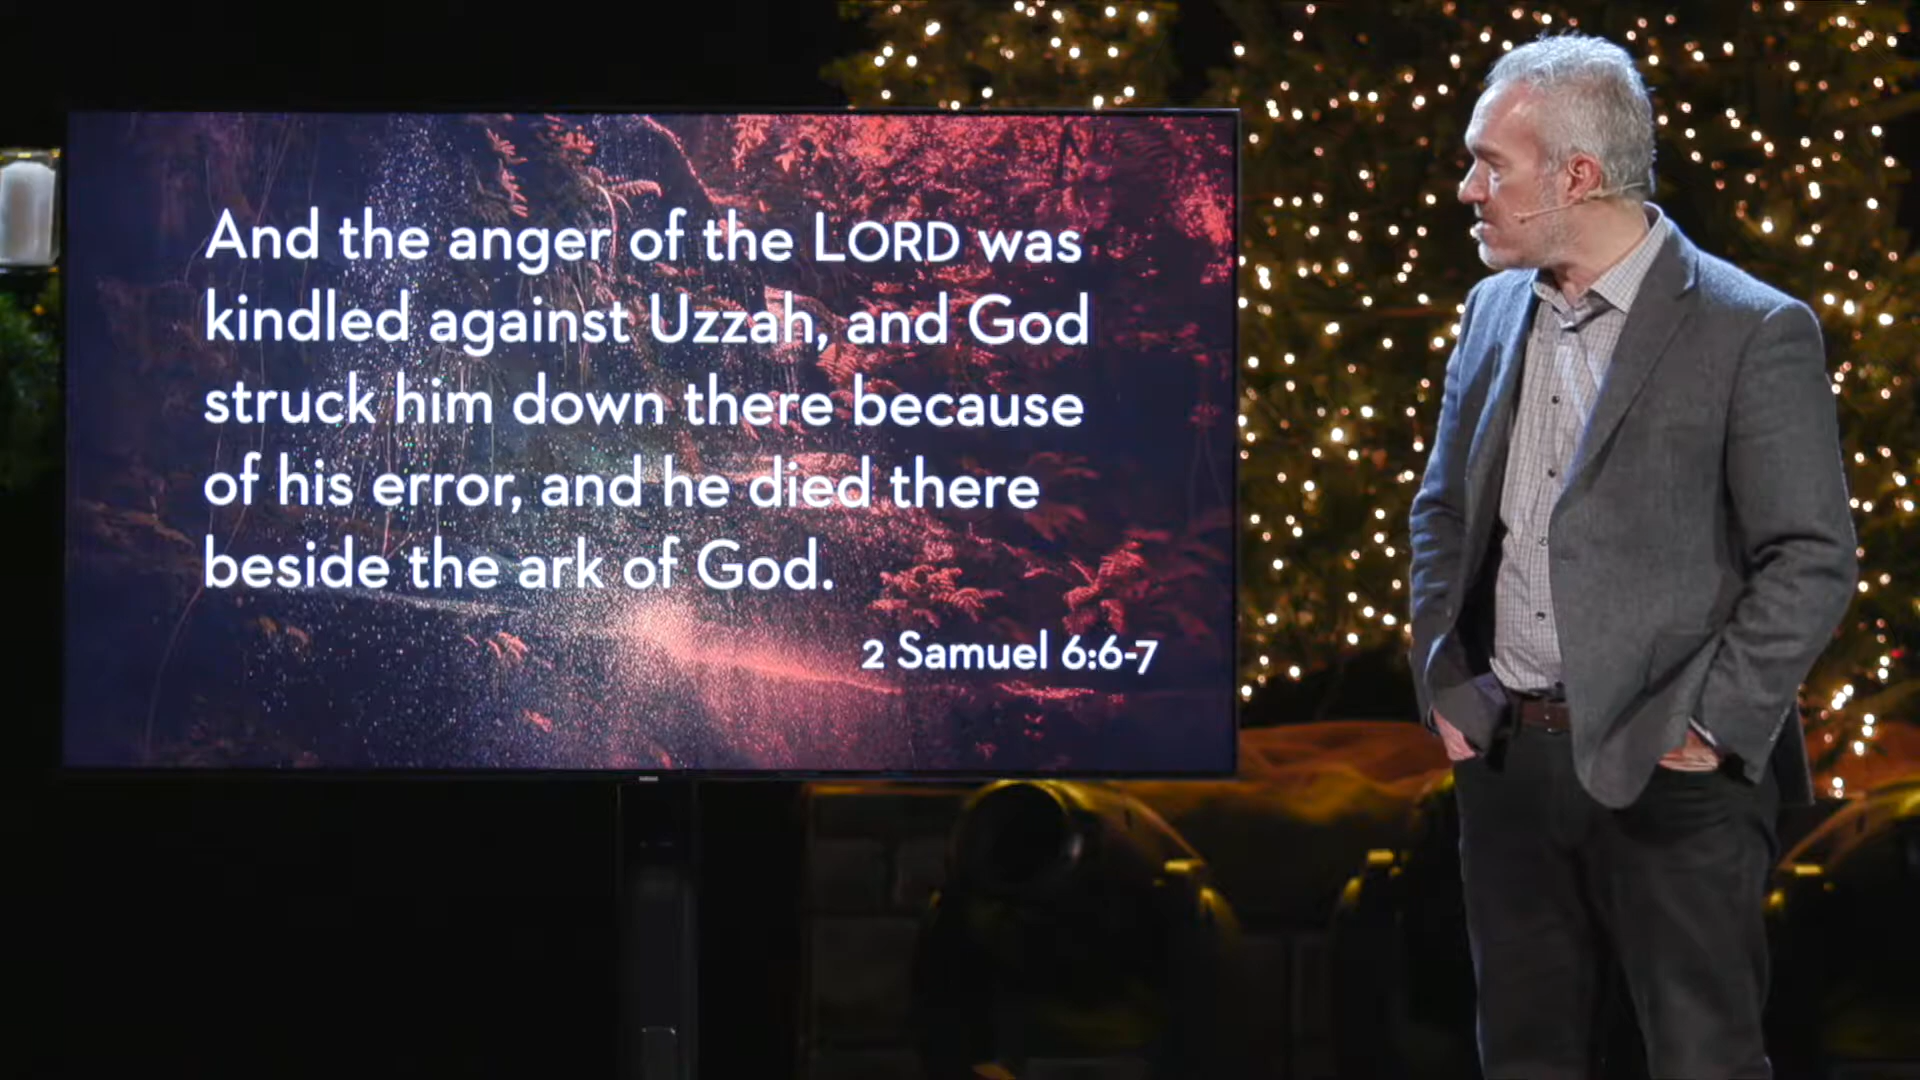 And the anger of the LORD was
kindled against Uzzah, and God
struck him down there because
of his error, and he died there
beside the ark of God.
2 Samuel 6:6-7